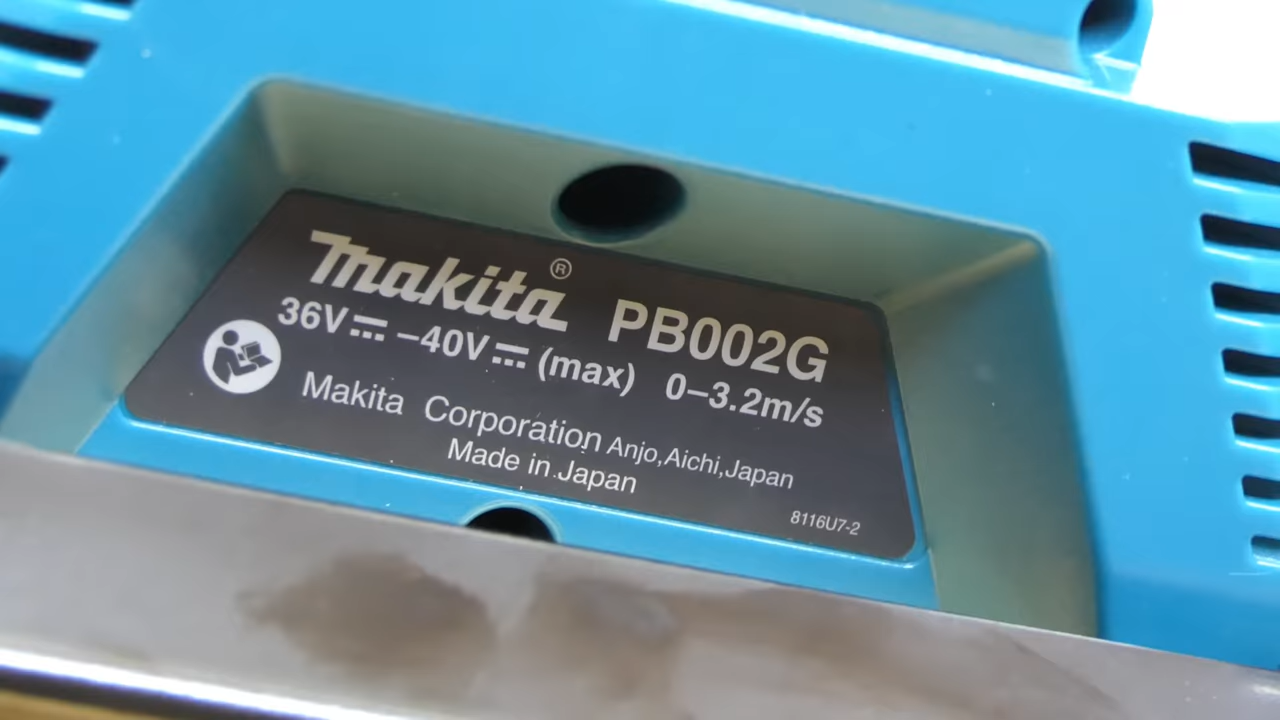 Makita® PB002G
36V⎓–40V⎓(max) 0–3.2m/s
Makita Corporation Anjo,Aichi,Japan
Made in Japan
8116U7-2